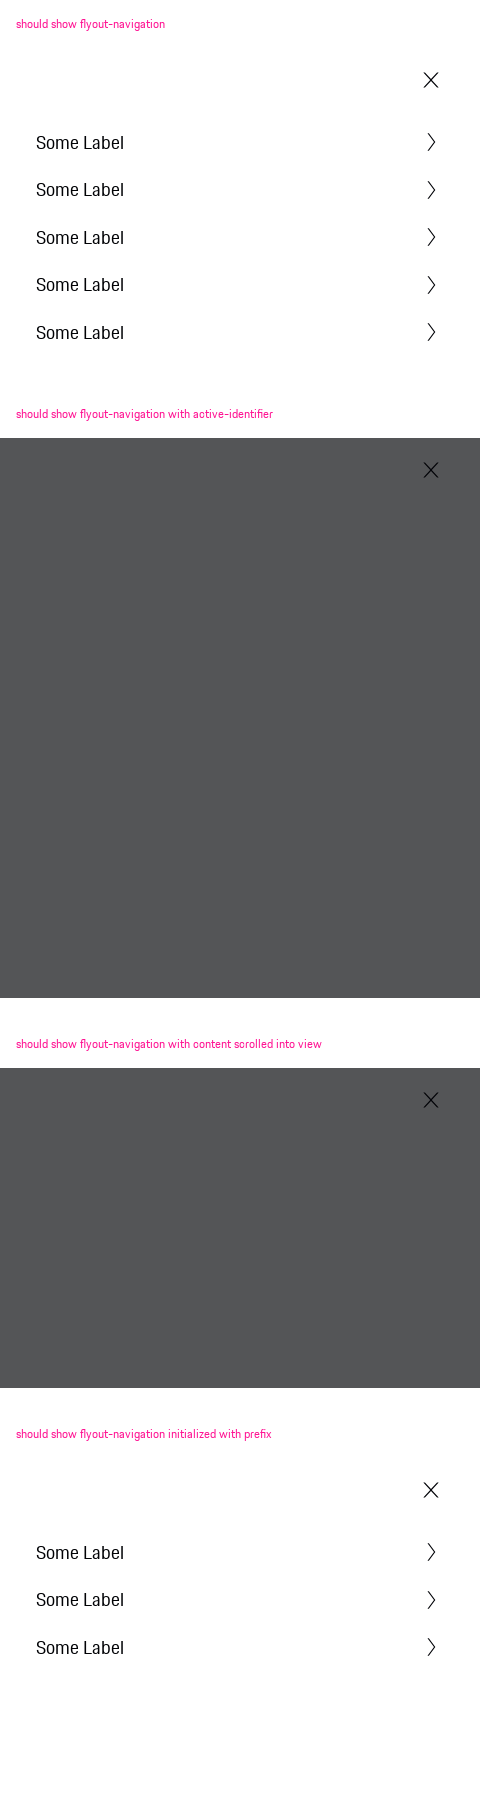 should show flyout-navigation
Some Label
Some Label
Some Label
Some Label
Some Label
should show flyout-navigation with active-identifier
should show flyout-navigation with content scrolled into view
should show flyout-navigation initialized with prefix
Some Label
Some Label
Some Label